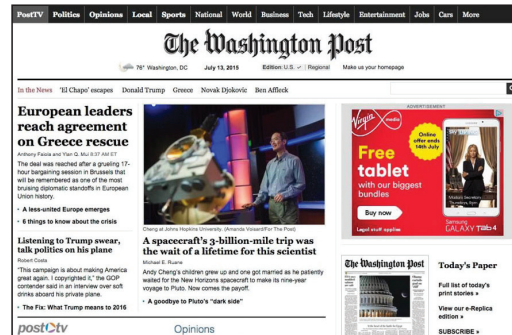 PostTV Politics Opinions Local Sports National World Business Tech Lifestyle Entertainment Jobs Cars More
The Washington Post
76° Washington, DC July 13, 2015 Edition: U.S. Regional Make us your homepage
In the News 'El Chapo' escapes Donald Trump Greece Novak Djokovic Ben Affleck
European leaders
reach agreement
on Greece rescue
Anthony Faiola and Ylan Q. Mui 8:37 AM ET
The deal was reached after a grueling 17-
hour bargaining session in Brussels that
will be remembered as one of the most
bruising diplomatic standoffs in European
Union history.
• A less-united Europe emerges
• 6 things to know about the crisis
Listening to Trump swear,
talk politics on his plane
Robert Costa
"This campaign is about making America
great again. I copyrighted it," the GOP
contender said in an interview over soft
drinks aboard his private plane.
• The Fix: What Trump means to 2016
posttv
Cheng at Johns Hopkins University. (Amanda Voisard/For The Post)
A spacecraft's 3-billion-mile trip was
the wait of a lifetime for this scientist
Michael E. Ruane
Andy Cheng's children grew up and one got married as he patiently
waited for the New Horizons spacecraft to make its nine-year
voyage to Pluto. Now comes the payoff.
• A goodbye to Pluto's "dark side"
Opinions
ADVERTISEMENT
Virgin media
Online
offer ends
14th July
Free
tablet
with our biggest
bundles
Buy now
Legal stuff applies
Samsung
GALAXY Tab 4
The Washington Post
Today's Paper
Full list of today's
print stories »
View our e-Replica
edition »
SUBSCRIBE »